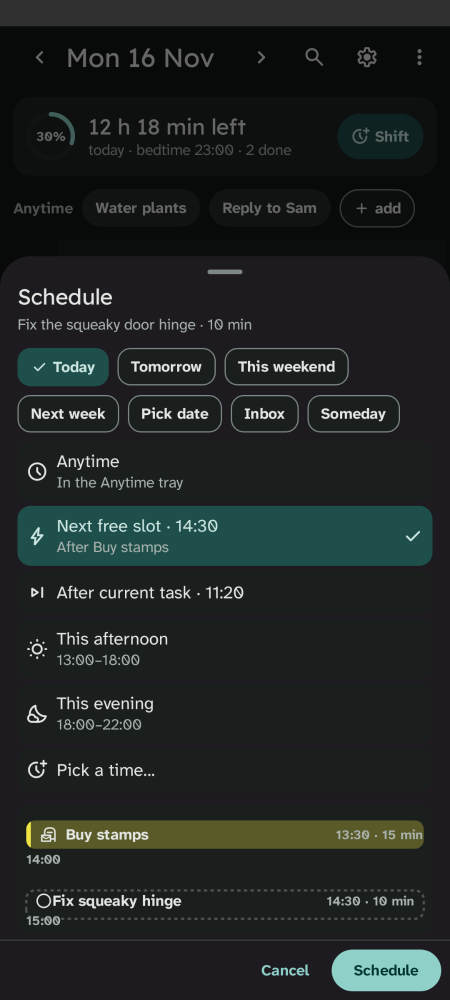 Mon 16 Nov
30%
12 h 18 min left
today · bedtime 23:00 · 2 done
Shift
Anytime
Water plants
Reply to Sam
+ add
Schedule
Fix the squeaky door hinge · 10 min
Today
Tomorrow
This weekend
Next week
Pick date
Inbox
Someday
Anytime
In the Anytime tray
Next free slot · 14:30
After Buy stamps
After current task · 11:20
This afternoon
13:00–18:00
This evening
18:00–22:00
Pick a time...
Buy stamps
13:30 · 15 min
14:00
Fix squeaky hinge
14:30 · 10 min
15:00
Cancel
Schedule